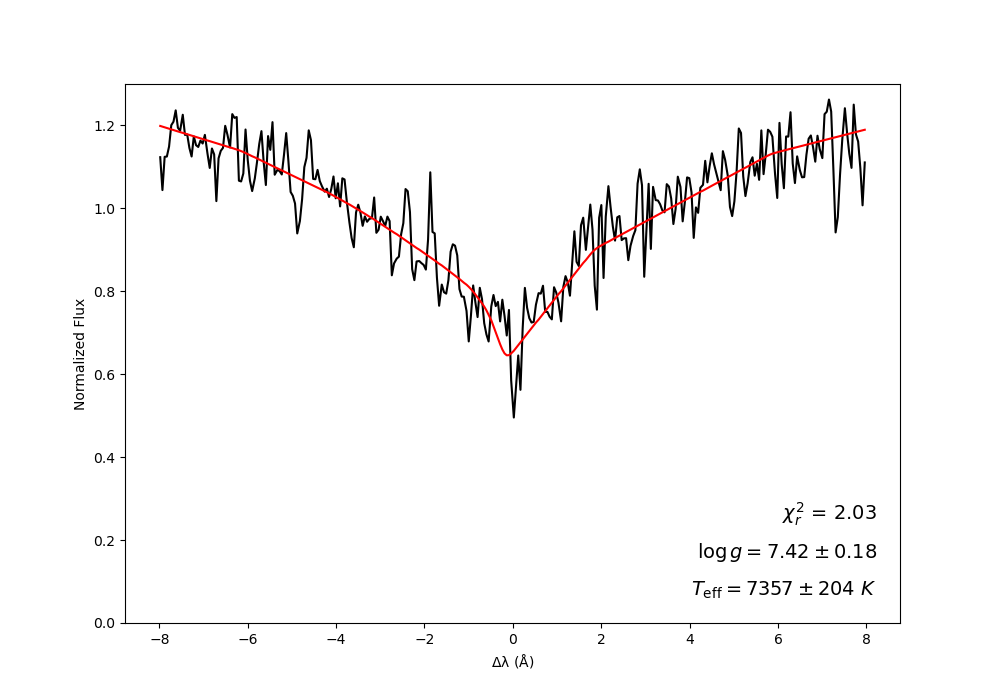 1.2
1.0
0.8
0.6
0.4
0.2
0.0
Normalized Flux
χ²ᵣ = 2.03
log g = 7.42 ± 0.18
T_eff = 7357 ± 204 K
−8 −6 −4 −2 0 2 4 6 8
Δλ (Å)